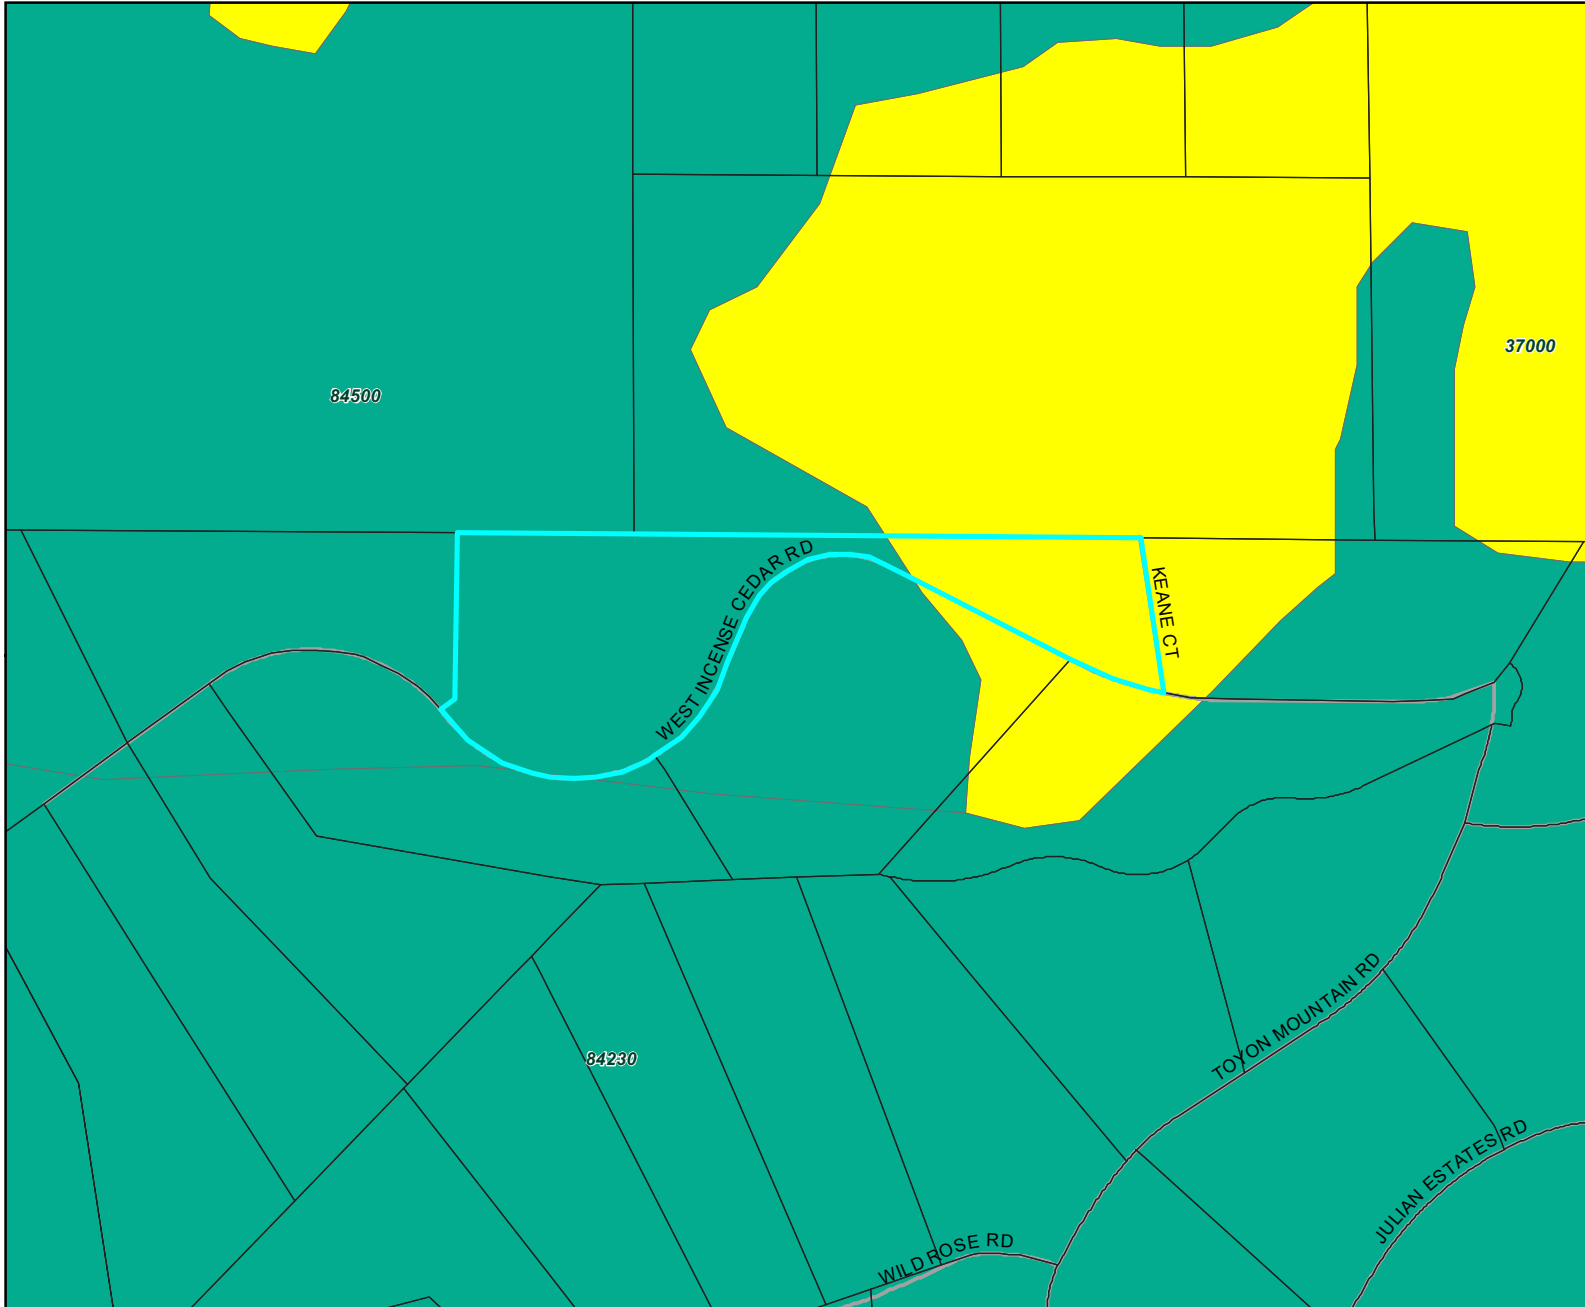 37000
84500
WEST INCENSE CEDAR RD
KEANE CT
TOYON MOUNTAIN RD
84230
JULIAN ESTATES RD
WILD ROSE RD